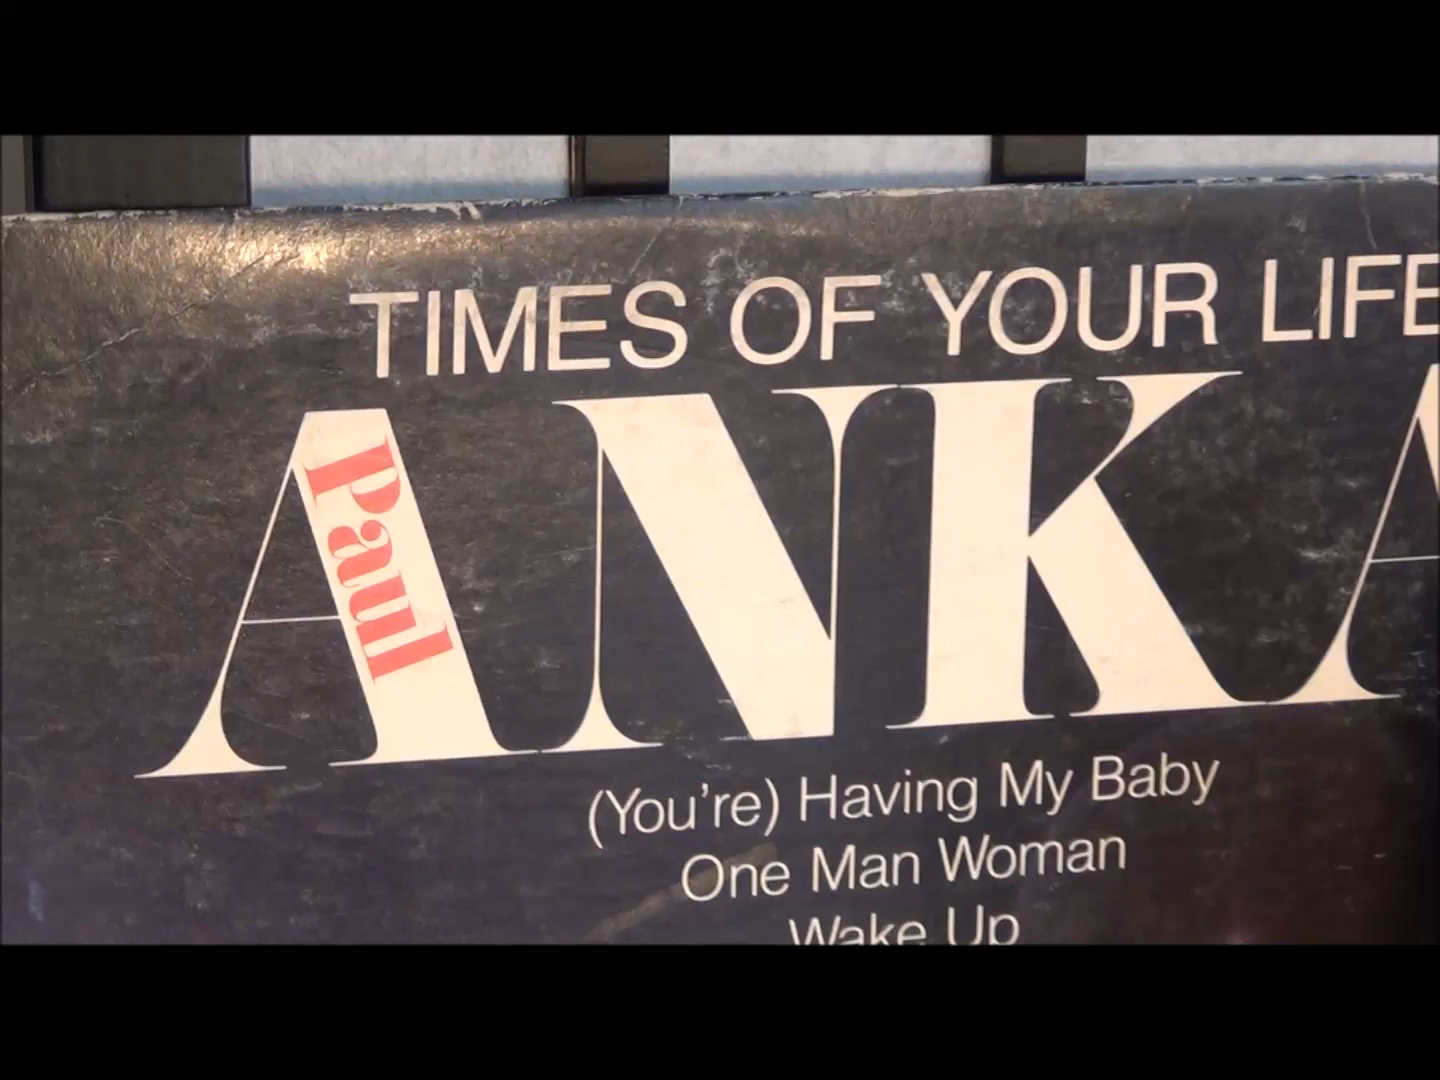 TIMES OF YOUR LIFE
Paul
ANKA
(You're) Having My Baby
One Man Woman
Wake Up